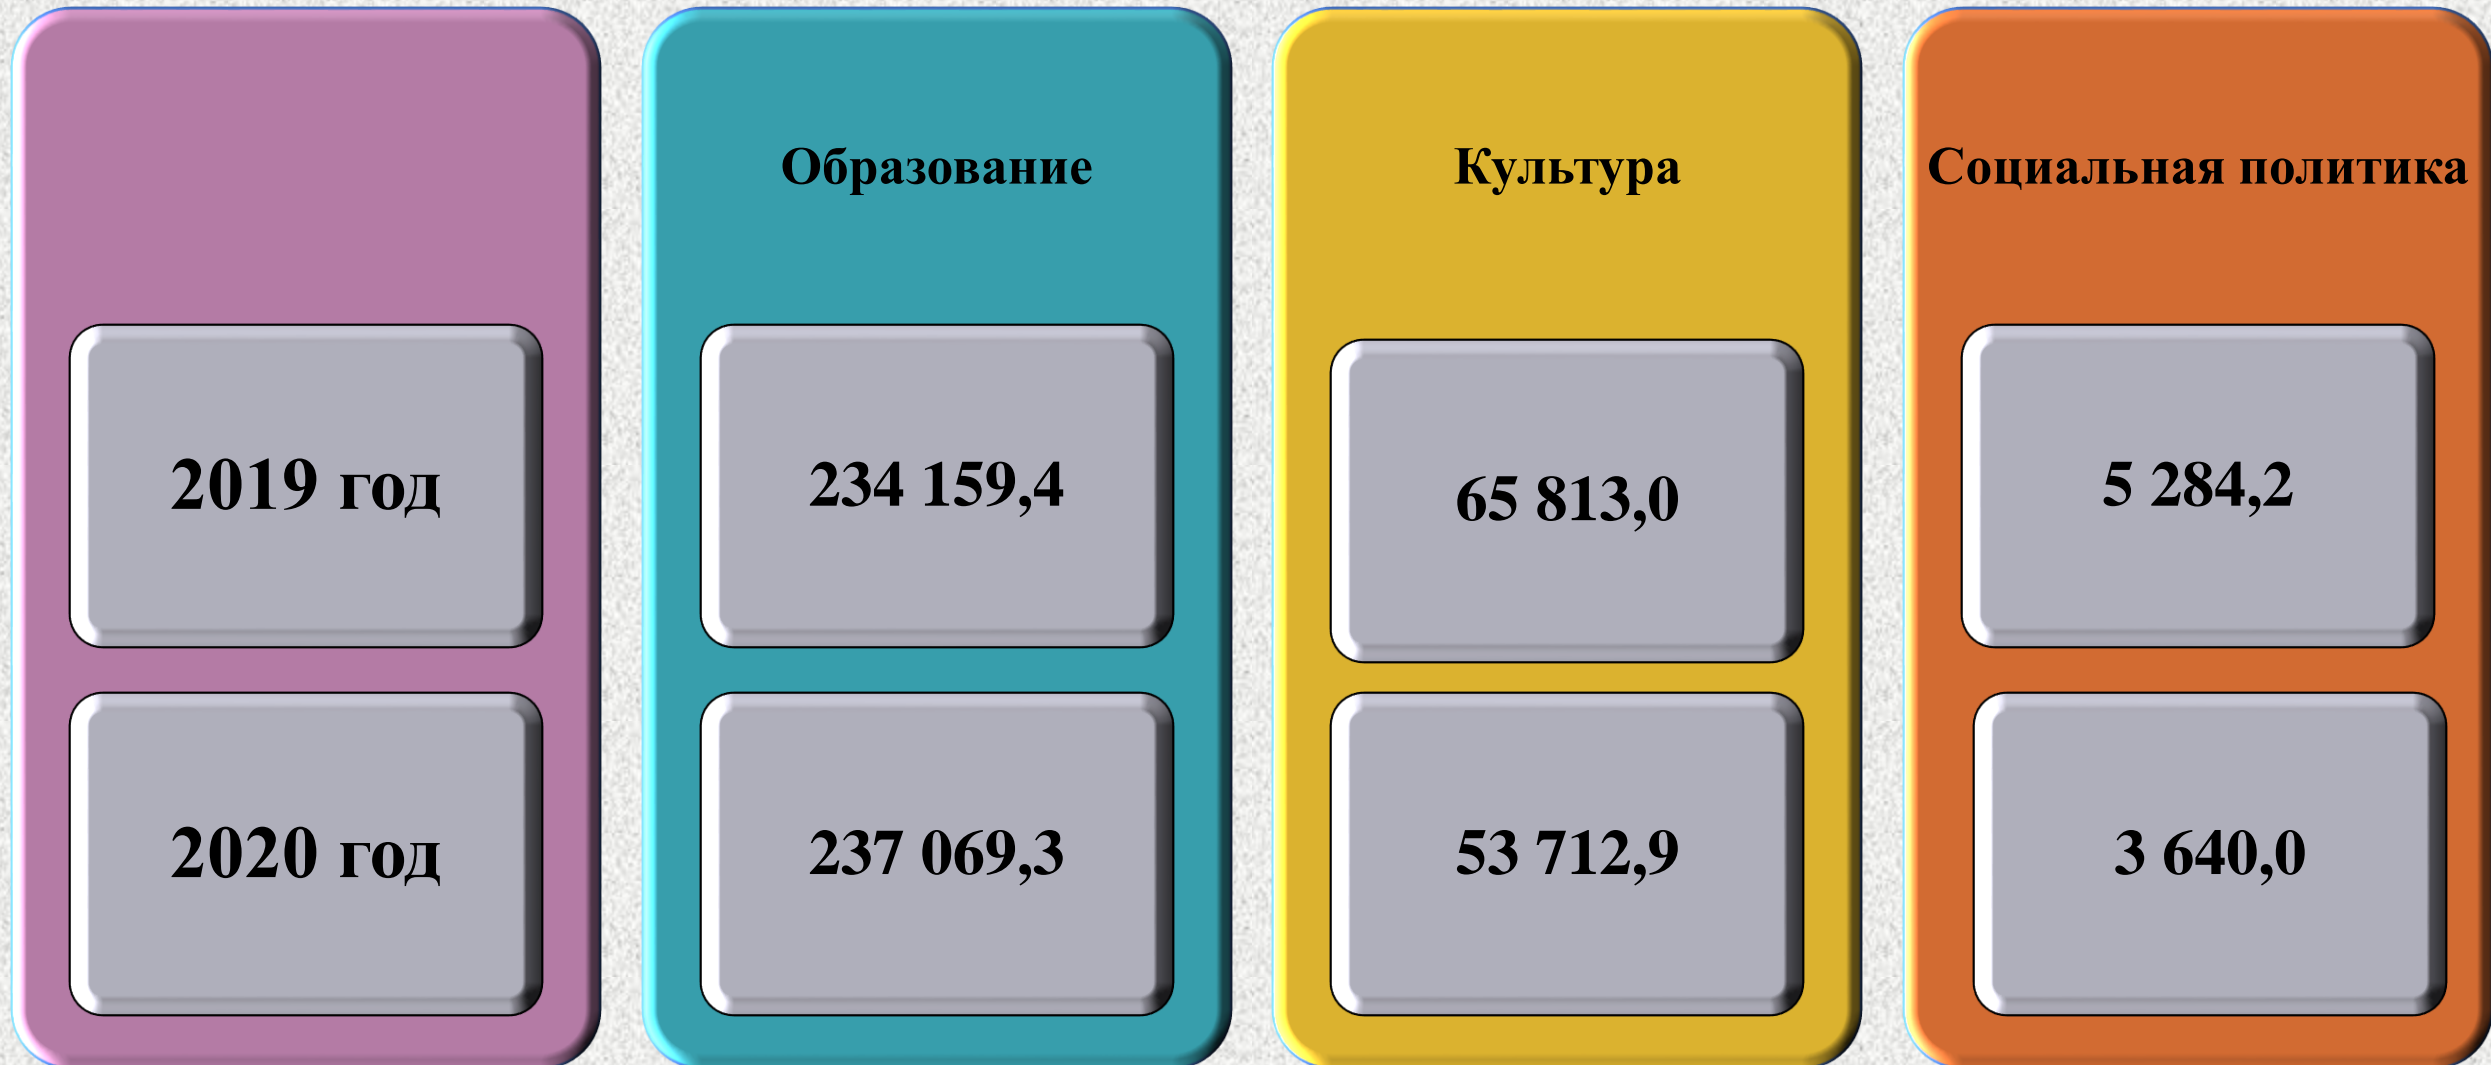 Образование
Культура
Социальная политика
2019 год
234 159,4
65 813,0
5 284,2
2020 год
237 069,3
53 712,9
3 640,0